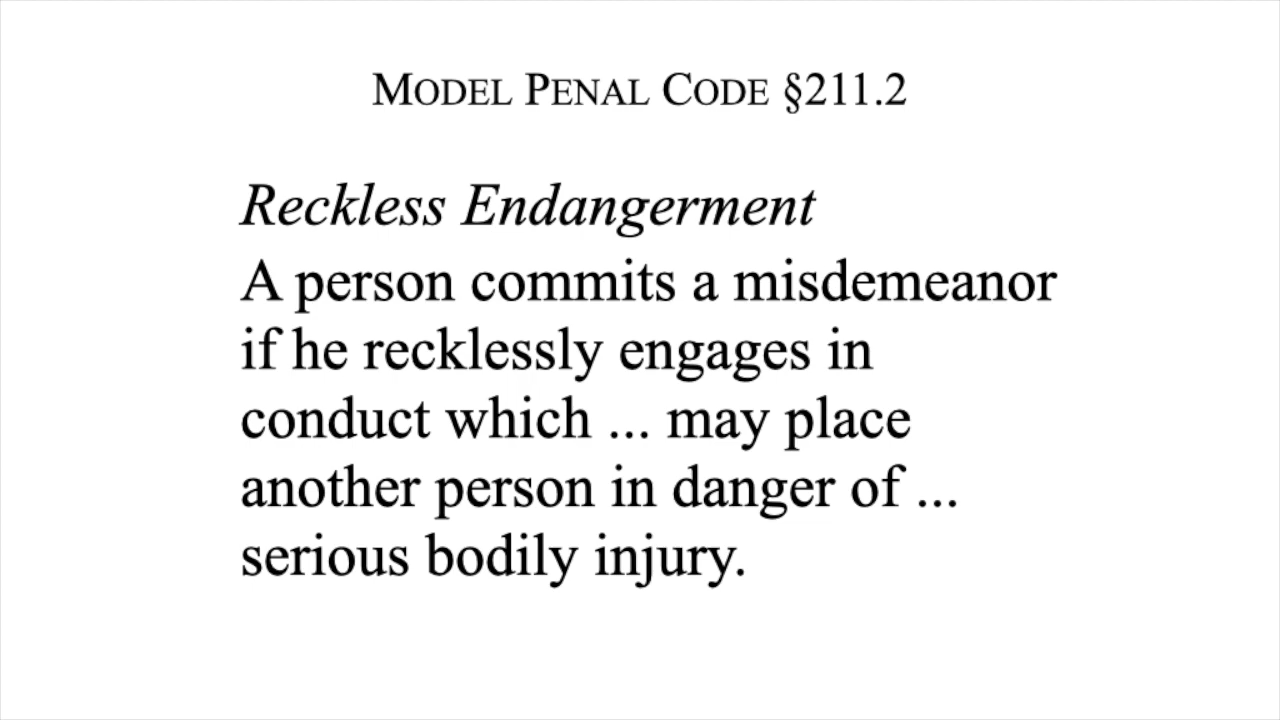 MODEL PENAL CODE §211.2
Reckless Endangerment
A person commits a misdemeanor
if he recklessly engages in
conduct which ... may place
another person in danger of ...
serious bodily injury.